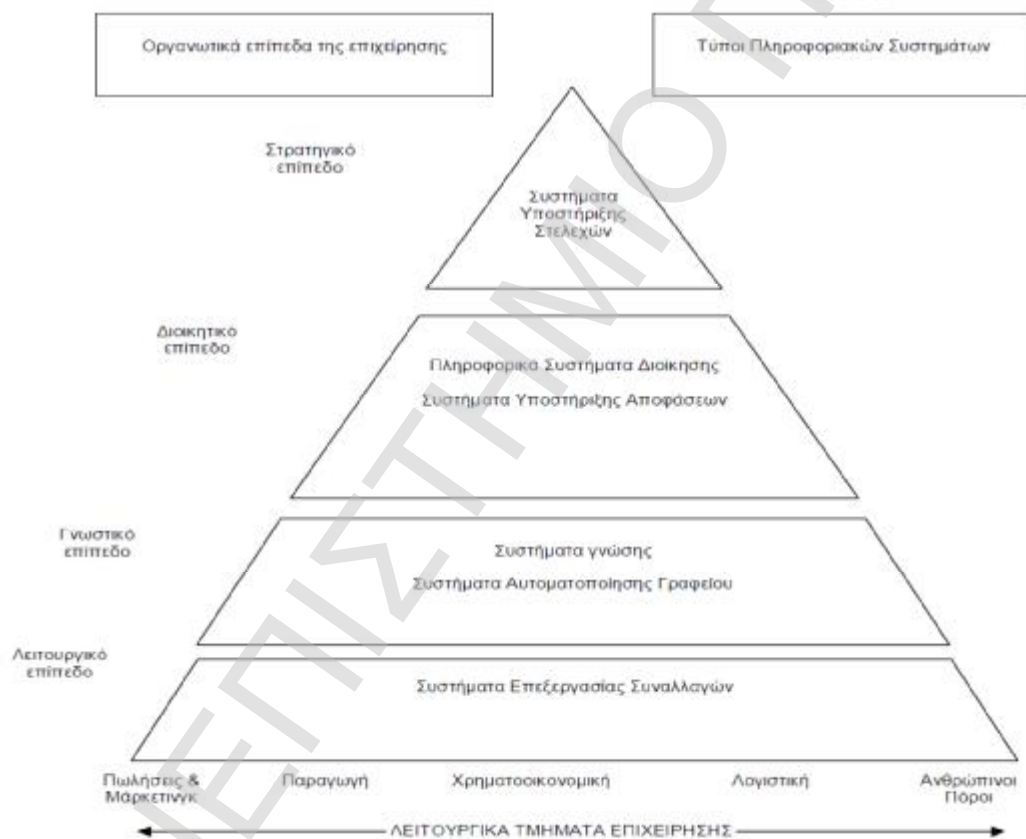 Οργανωτικά επίπεδα της επιχείρησης
Τύποι Πληροφοριακών Συστημάτων
Στρατηγικό
επίπεδο
Συστήματα
Υποστήριξης
Στελεχών
Διοικητικό
επίπεδο
Πληροφορικά Συστήματα Διοίκησης
Συστήματα Υποστήριξης Αποφάσεων
Γνωστικό
επίπεδο
Συστήματα γνώσης
Συστήματα Αυτοματοποίησης Γραφείου
Λειτουργικό
επίπεδο
Συστήματα Επεξεργασίας Συναλλαγών
Πωλήσεις &
Μάρκετινγκ
Παραγωγή
Χρηματοοικονομική
Λογιστική
Ανθρώπινοι
Πόροι
ΛΕΙΤΟΥΡΓΙΚΑ ΤΜΗΜΑΤΑ ΕΠΙΧΕΙΡΗΣΗΣ